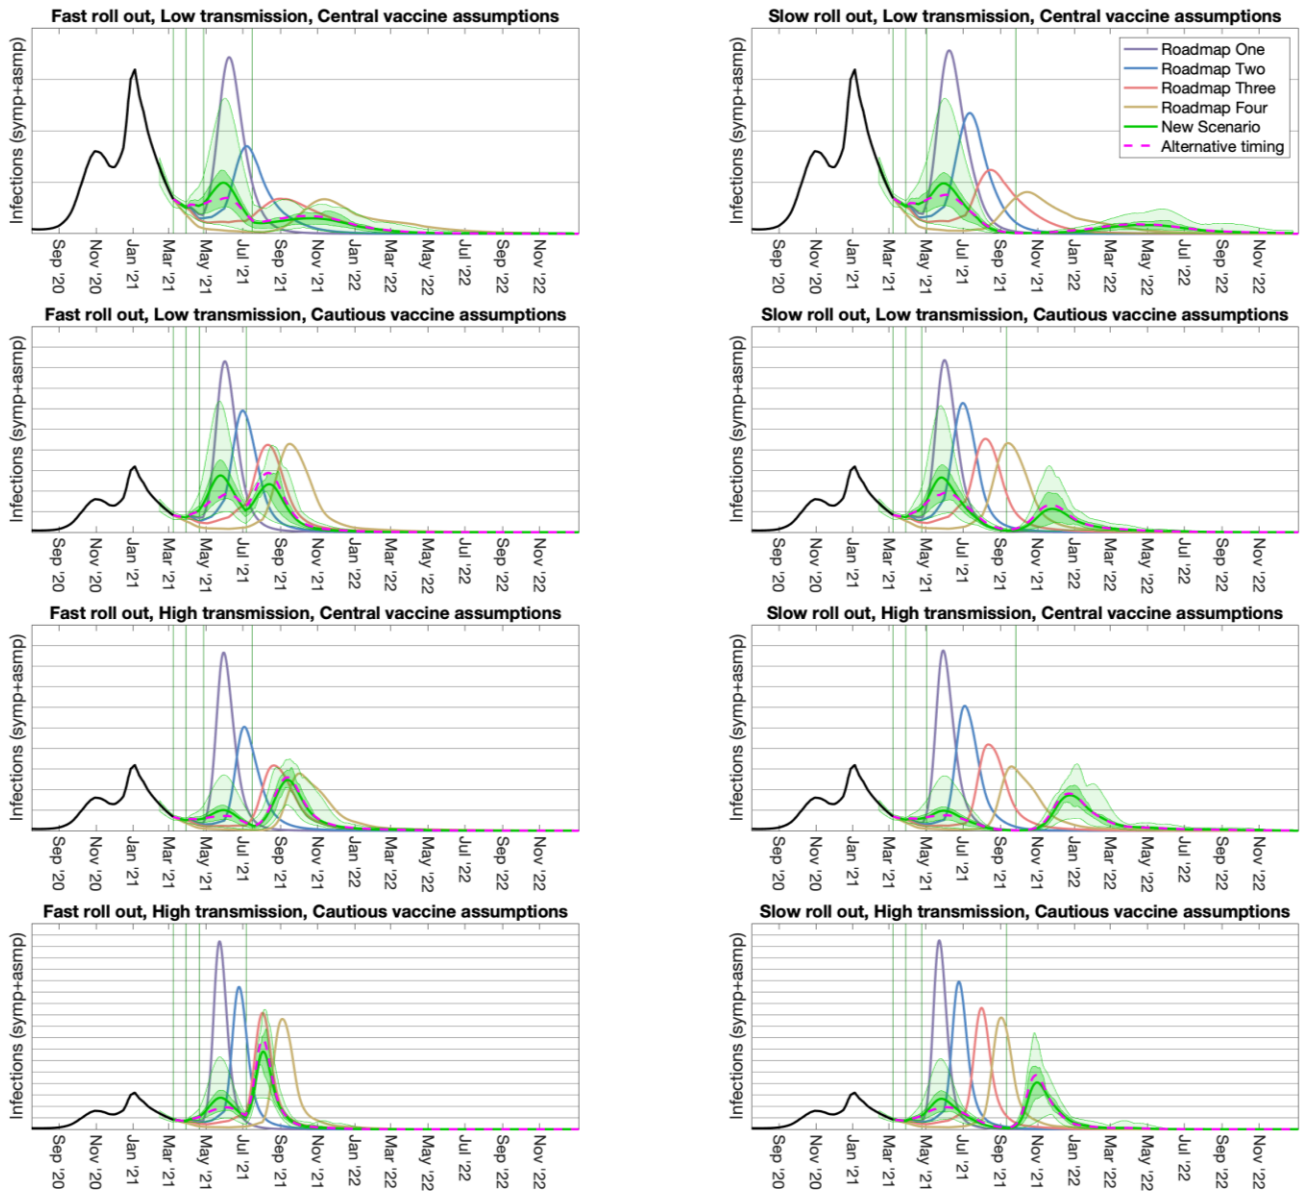 Fast roll out, Low transmission, Central vaccine assumptions
Infections (symp+asmp)
Sep '20 Nov '20 Jan '21 Mar '21 May '21 Jul '21 Sep '21 Nov '21 Jan '22 Mar '22 May '22 Jul '22 Sep '22 Nov '22
Slow roll out, Low transmission, Central vaccine assumptions
Roadmap One
Roadmap Two
Roadmap Three
Roadmap Four
New Scenario
Alternative timing
Infections (symp+asmp)
Sep '20 Nov '20 Jan '21 Mar '21 May '21 Jul '21 Sep '21 Nov '21 Jan '22 Mar '22 May '22 Jul '22 Sep '22 Nov '22
Fast roll out, Low transmission, Cautious vaccine assumptions
Infections (symp+asmp)
Sep '20 Nov '20 Jan '21 Mar '21 May '21 Jul '21 Sep '21 Nov '21 Jan '22 Mar '22 May '22 Jul '22 Sep '22 Nov '22
Slow roll out, Low transmission, Cautious vaccine assumptions
Infections (symp+asmp)
Sep '20 Nov '20 Jan '21 Mar '21 May '21 Jul '21 Sep '21 Nov '21 Jan '22 Mar '22 May '22 Jul '22 Sep '22 Nov '22
Fast roll out, High transmission, Central vaccine assumptions
Infections (symp+asmp)
Sep '20 Nov '20 Jan '21 Mar '21 May '21 Jul '21 Sep '21 Nov '21 Jan '22 Mar '22 May '22 Jul '22 Sep '22 Nov '22
Slow roll out, High transmission, Central vaccine assumptions
Infections (symp+asmp)
Sep '20 Nov '20 Jan '21 Mar '21 May '21 Jul '21 Sep '21 Nov '21 Jan '22 Mar '22 May '22 Jul '22 Sep '22 Nov '22
Fast roll out, High transmission, Cautious vaccine assumptions
Infections (symp+asmp)
Sep '20 Nov '20 Jan '21 Mar '21 May '21 Jul '21 Sep '21 Nov '21 Jan '22 Mar '22 May '22 Jul '22 Sep '22 Nov '22
Slow roll out, High transmission, Cautious vaccine assumptions
Infections (symp+asmp)
Sep '20 Nov '20 Jan '21 Mar '21 May '21 Jul '21 Sep '21 Nov '21 Jan '22 Mar '22 May '22 Jul '22 Sep '22 Nov '22